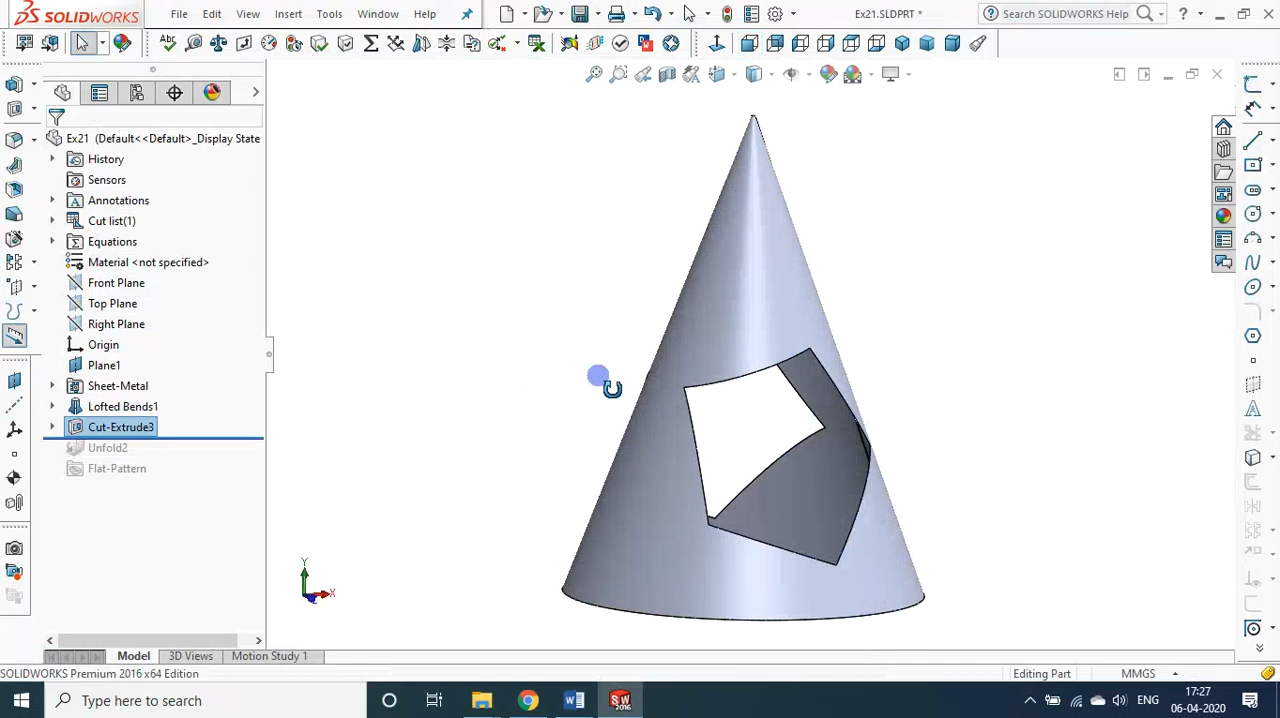 SOLIDWORKS File Edit View Insert Tools Window Help Ex21.SLDPRT * Search SOLIDWORKS Help ?
Ex21 (Default<<Default>_Display State
History
Sensors
Annotations
Cut list(1)
Equations
Material <not specified>
Front Plane
Top Plane
Right Plane
Origin
Plane1
Sheet-Metal
Lofted Bends1
Cut-Extrude3
Unfold2
Flat-Pattern
Y
X
Model 3D Views Motion Study 1
SOLIDWORKS Premium 2016 x64 Edition Editing Part MMGS
Type here to search ENG 17:27
06-04-2020